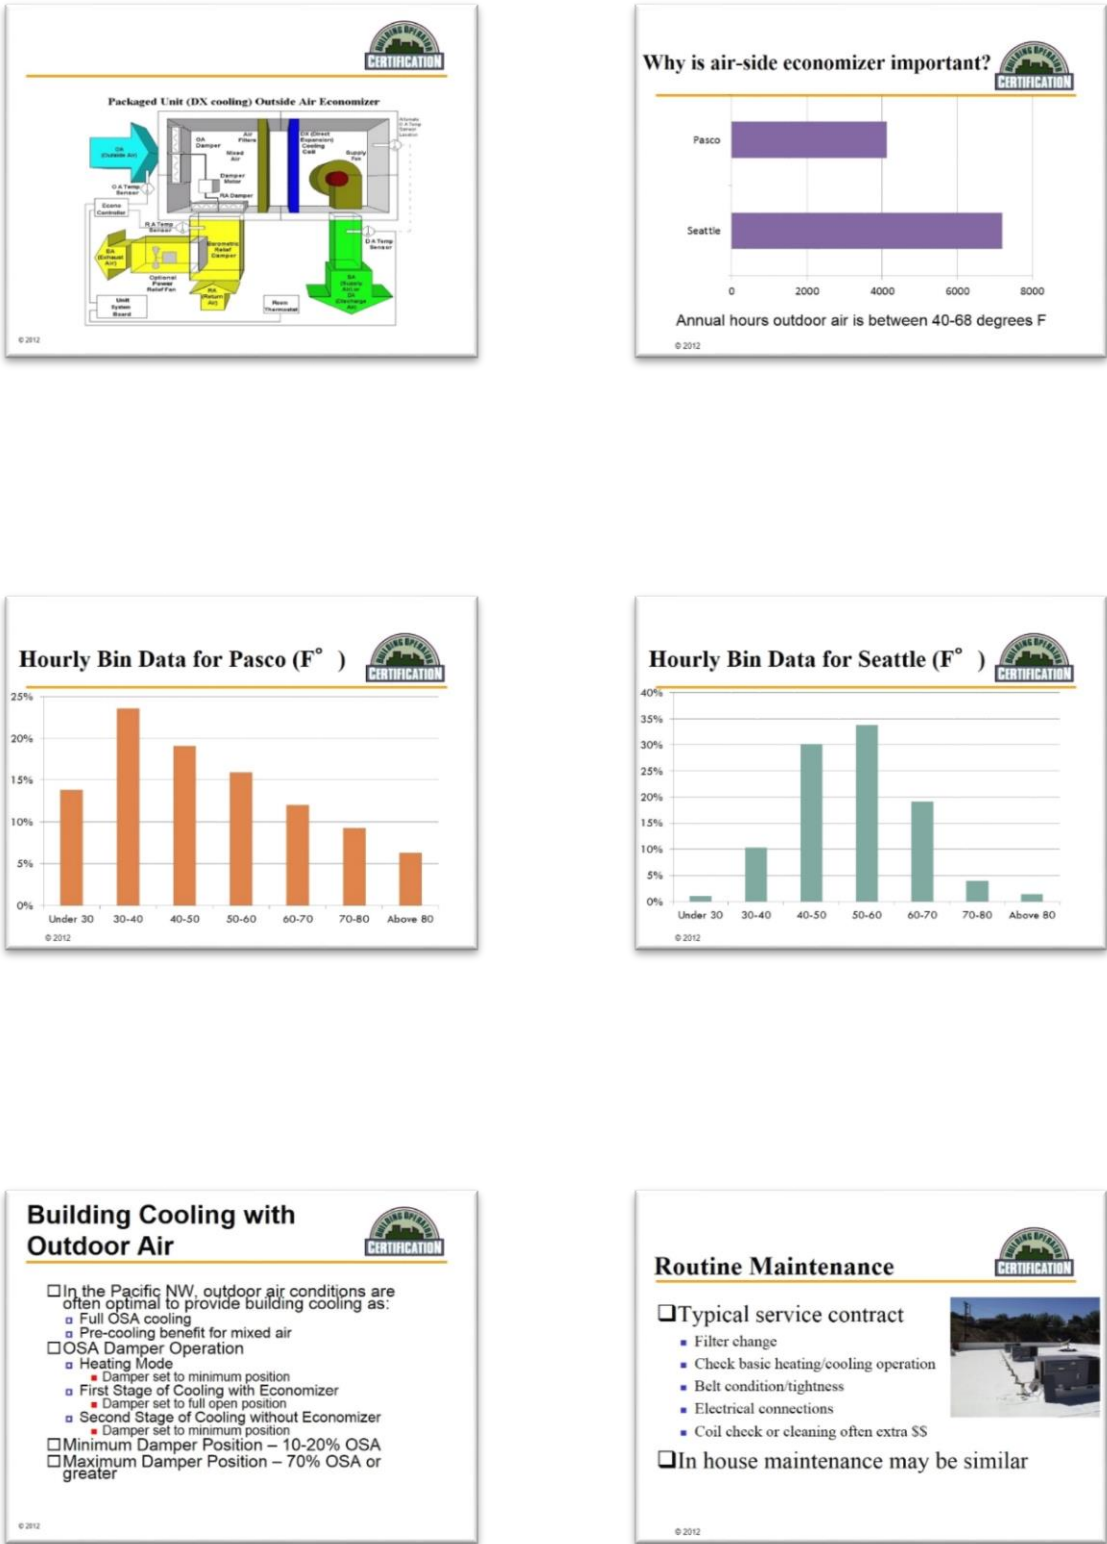 BUILDING OPERATOR
CERTIFICATION
Packaged Unit (DX cooling) Outside Air Economizer
OA
(Outside Air)
OA
Damper
Air
Filters
Mixed
Air
DX (Direct
Expansion)
Cooling
Coil
Supply
Fan
Alternate
D A Temp
Sensor
Location
Damper
Motor
RA Damper
O A Temp
Sensor
Econo
Controller
R A Temp
Sensor
D A Temp
Sensor
EA
(Exhaust
Air)
Barometric
Relief
Damper
Optional
Power
Relief Fan
RA
(Return
Air)
SA
(Supply
Air) or
DA
(Discharge
Air)
Unit
System
Board
Room
Thermostat
© 2012
Why is air-side economizer important?
BUILDING OPERATOR
CERTIFICATION
Pasco
Seattle
0 2000 4000 6000 8000
Annual hours outdoor air is between 40-68 degrees F
© 2012
Hourly Bin Data for Pasco (F° )
BUILDING OPERATOR
CERTIFICATION
25%
20%
15%
10%
5%
0%
Under 30 30-40 40-50 50-60 60-70 70-80 Above 80
© 2012
Hourly Bin Data for Seattle (F° )
BUILDING OPERATOR
CERTIFICATION
40%
35%
30%
25%
20%
15%
10%
5%
0%
Under 30 30-40 40-50 50-60 60-70 70-80 Above 80
© 2012
Building Cooling with
Outdoor Air
BUILDING OPERATOR
CERTIFICATION
In the Pacific NW, outdoor air conditions are
often optimal to provide building cooling as:
Full OSA cooling
Pre-cooling benefit for mixed air
OSA Damper Operation
Heating Mode
Damper set to minimum position
First Stage of Cooling with Economizer
Damper set to full open position
Second Stage of Cooling without Economizer
Damper set to minimum position
Minimum Damper Position – 10-20% OSA
Maximum Damper Position – 70% OSA or
greater
© 2012
Routine Maintenance
BUILDING OPERATOR
CERTIFICATION
Typical service contract
Filter change
Check basic heating/cooling operation
Belt condition/tightness
Electrical connections
Coil check or cleaning often extra $$
In house maintenance may be similar
© 2012